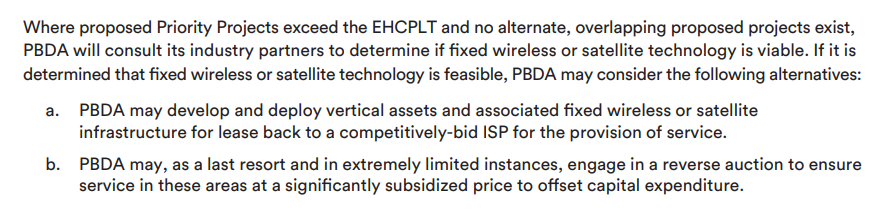 Where proposed Priority Projects exceed the EHCPLT and no alternate, overlapping proposed projects exist,
PBDA will consult its industry partners to determine if fixed wireless or satellite technology is viable. If it is
determined that fixed wireless or satellite technology is feasible, PBDA may consider the following alternatives:
a. PBDA may develop and deploy vertical assets and associated fixed wireless or satellite
infrastructure for lease back to a competitively-bid ISP for the provision of service.
b. PBDA may, as a last resort and in extremely limited instances, engage in a reverse auction to ensure
service in these areas at a significantly subsidized price to offset capital expenditure.